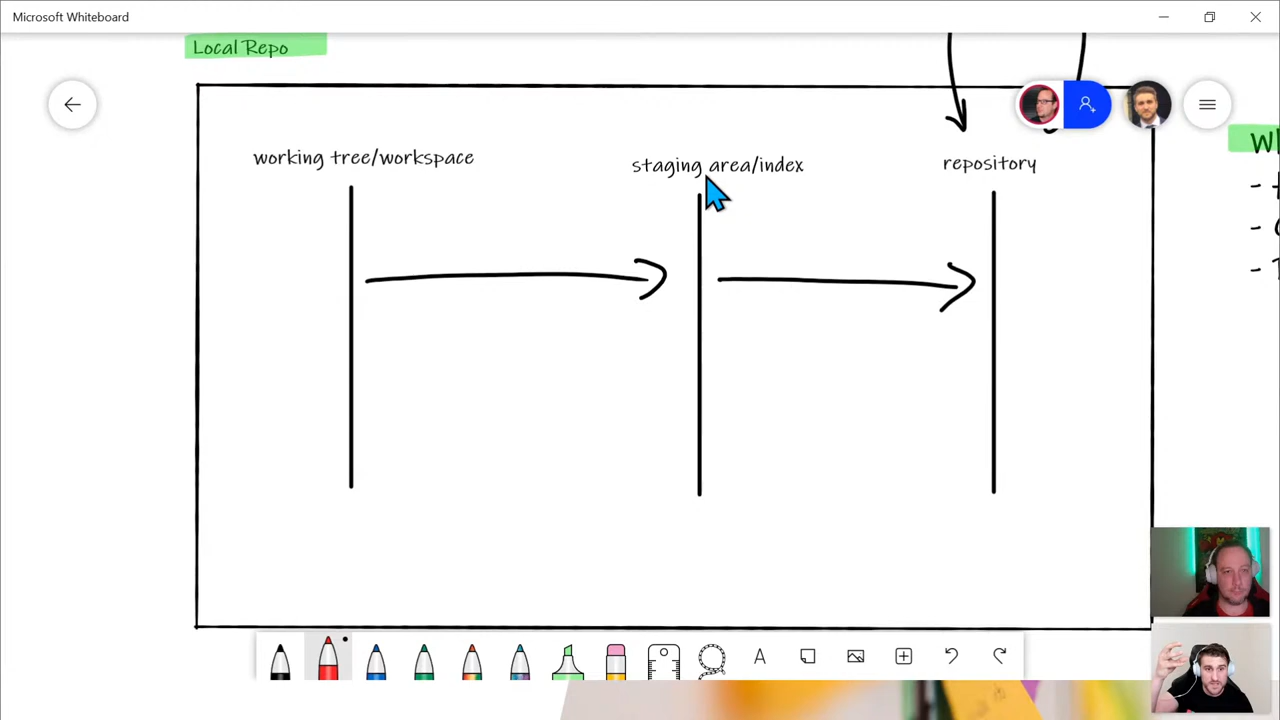 Microsoft Whiteboard
Local Repo
working tree/workspace
staging area/index
repository
-
-
-
A